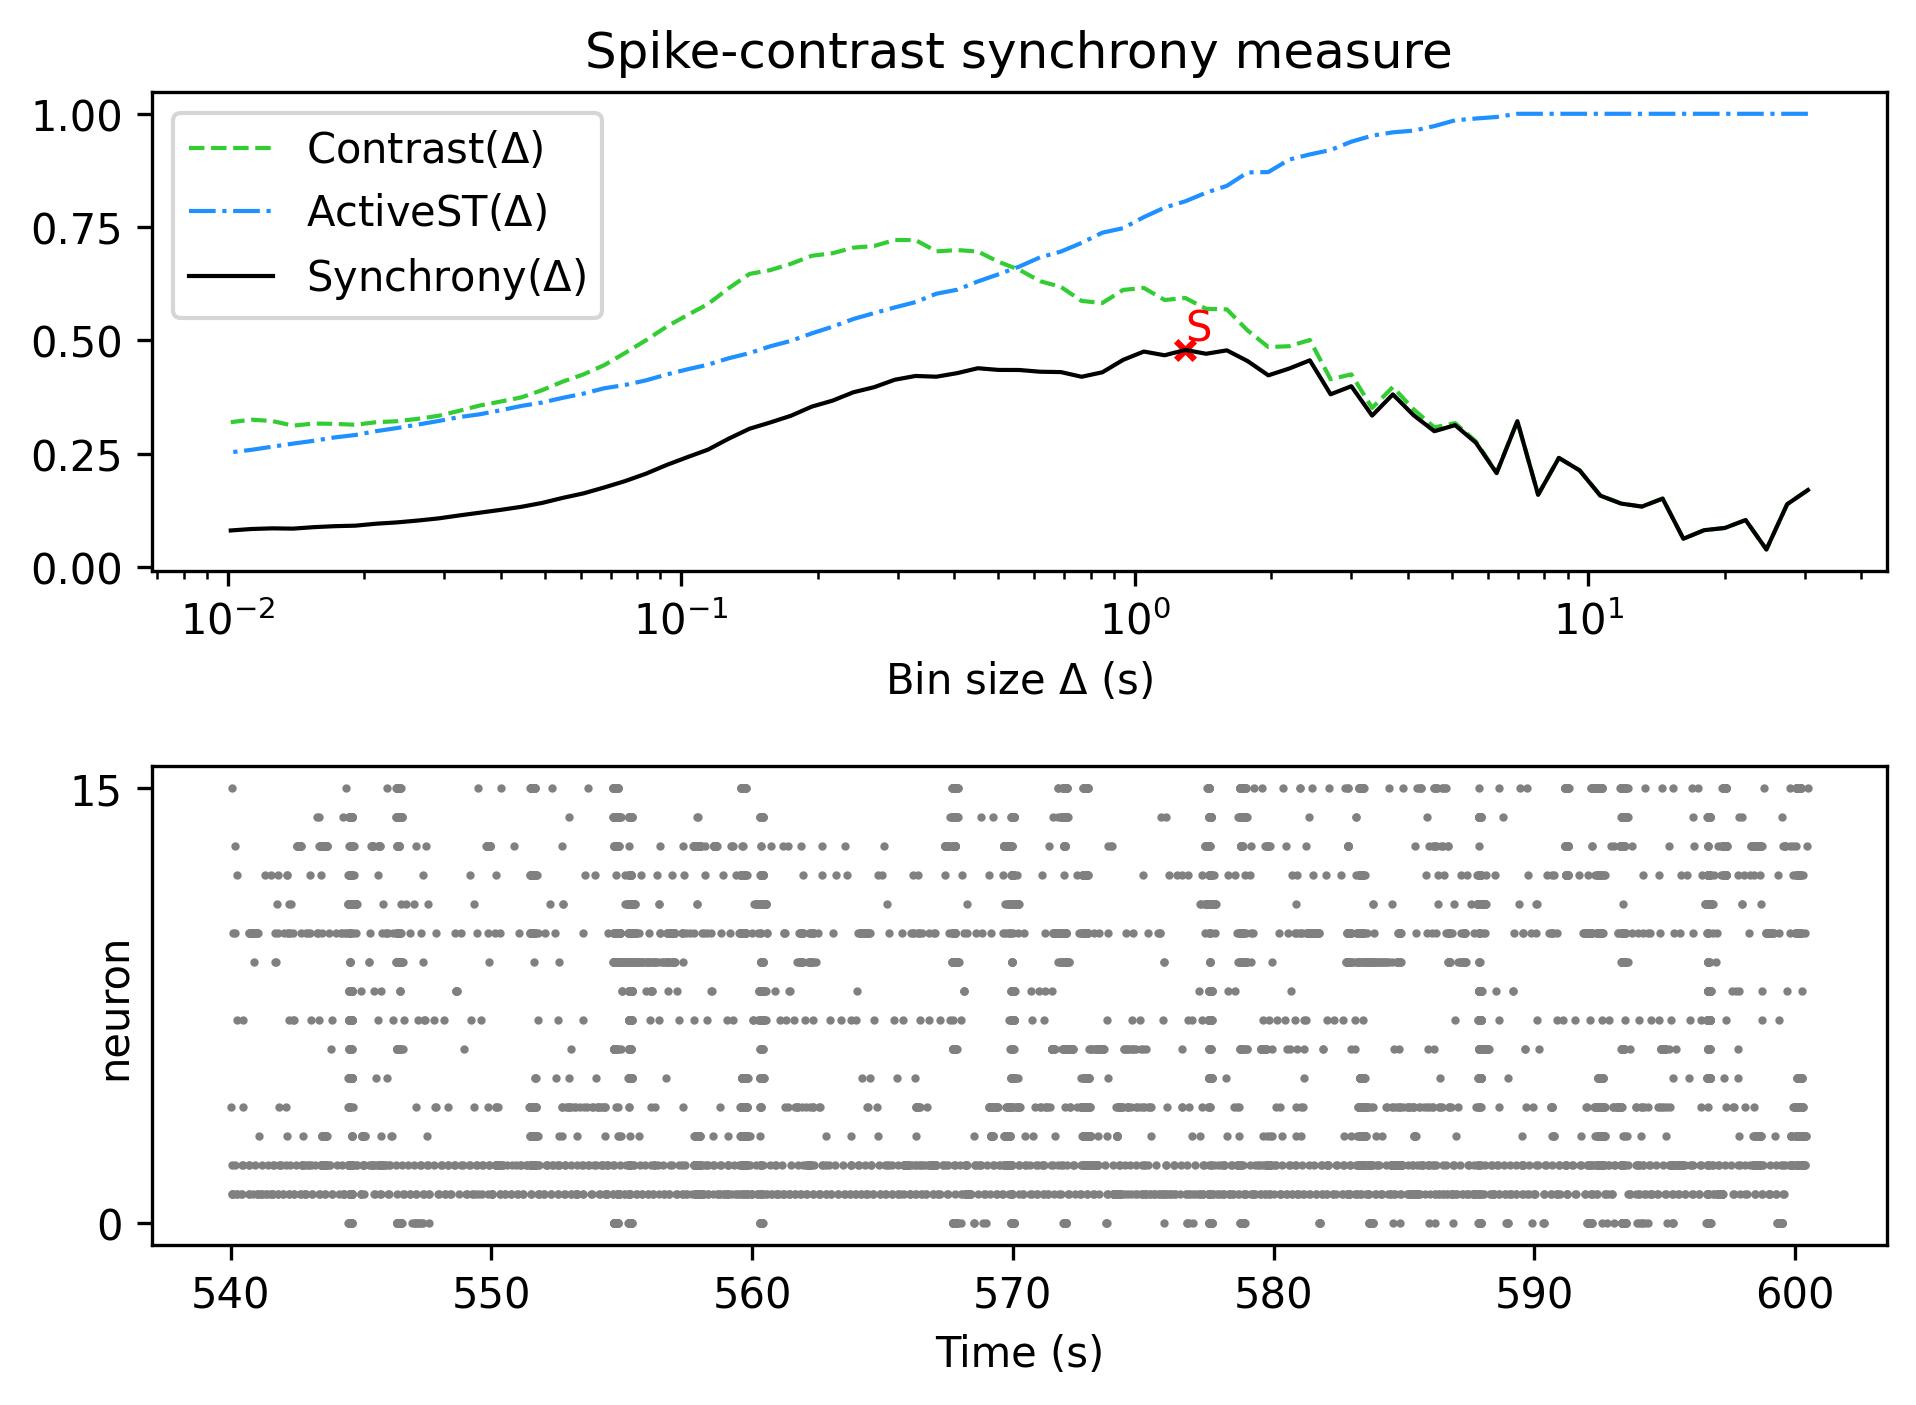 Spike-contrast synchrony measure
1.00
0.75
0.50
0.25
0.00
Contrast(Δ)
ActiveST(Δ)
Synchrony(Δ)
S
10⁻² 10⁻¹ 10⁰ 10¹
Bin size Δ (s)
15
0
neuron
540 550 560 570 580 590 600
Time (s)